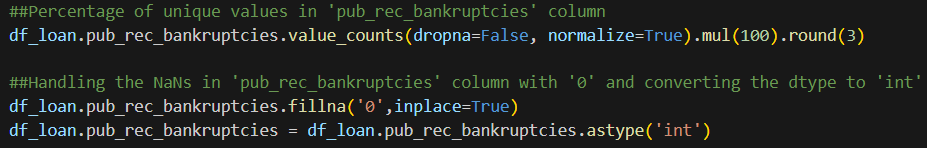 ##Percentage of unique values in 'pub_rec_bankruptcies' column
df_loan.pub_rec_bankruptcies.value_counts(dropna=False, normalize=True).mul(100).round(3)
##Handling the NaNs in 'pub_rec_bankruptcies' column with '0' and converting the dtype to 'int'
df_loan.pub_rec_bankruptcies.fillna('0',inplace=True)
df_loan.pub_rec_bankruptcies = df_loan.pub_rec_bankruptcies.astype('int')